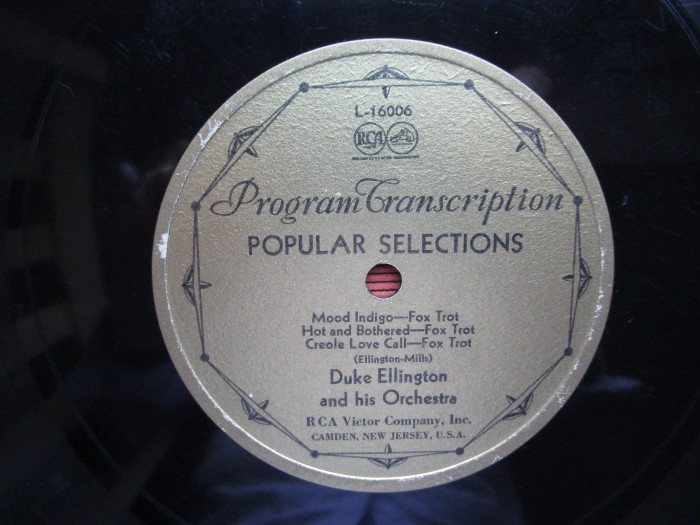 L-16006
RCA
Program Transcription
POPULAR SELECTIONS
Mood Indigo—Fox Trot
Hot and Bothered—Fox Trot
Creole Love Call—Fox Trot
(Ellington-Mills)
Duke Ellington
and his Orchestra
RCA Victor Company, Inc.
CAMDEN, NEW JERSEY, U.S.A.